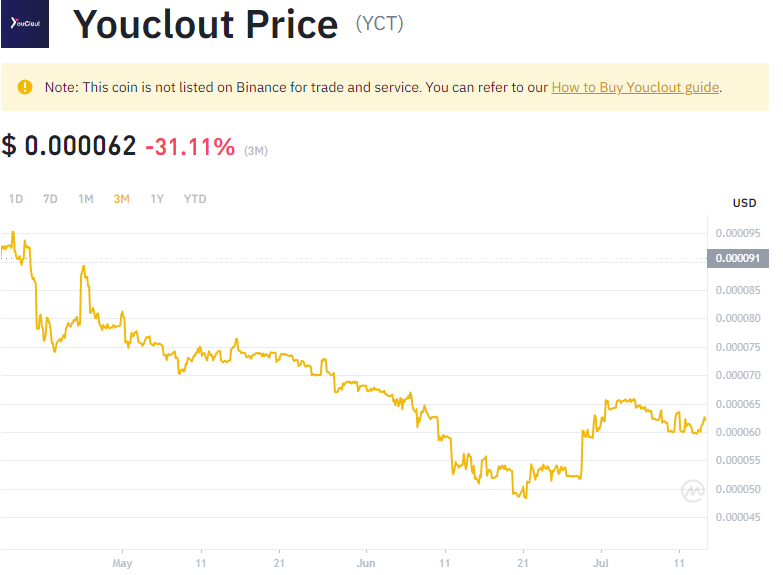 YouClout
Youclout Price (YCT)
Note: This coin is not listed on Binance for trade and service. You can refer to our How to Buy Youclout guide.
$ 0.000062 -31.11% (3M)
1D 7D 1M 3M 1Y YTD
USD
0.000095
0.000091
0.000085
0.000080
0.000075
0.000070
0.000065
0.000060
0.000055
0.000050
0.000045
May 11 21 Jun 11 21 Jul 11